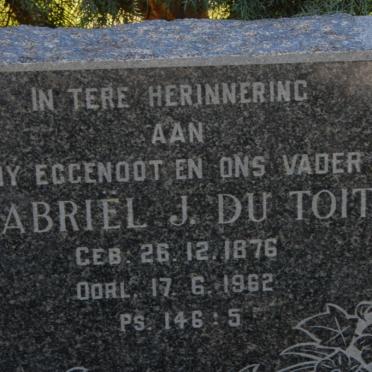 IN TERE HERINNERING
AAN
MY EGGENOOT EN ONS VADER
GABRIËL J. DU TOIT
GEB: 26. 12. 1876
OORL. 17. 6. 1962
PS. 146 : 5